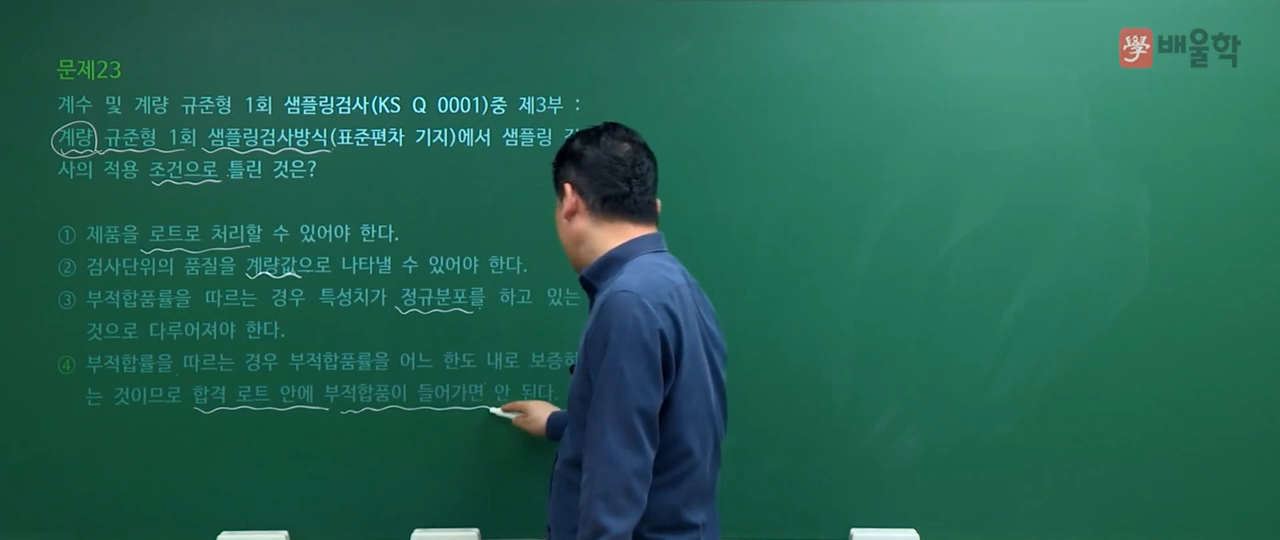 學 배울학
문제23
계수 및 계량 규준형 1회 샘플링검사(KS Q 0001)중 제3부 :
계량 규준형 1회 샘플링검사방식(표준편차 기지)에서 샘플링
사의 적용 조건으로 틀린 것은?
① 제품을 로트로 처리할 수 있어야 한다.
② 검사단위의 품질을 계량값으로 나타낼 수 있어야 한다.
③ 부적합품률을 따르는 경우 특성치가 정규분포를 하고 있는
것으로 다루어져야 한다.
④ 부적합률을 따르는 경우 부적합품률을 어느 한도 내로 보증하
는 것이므로 합격 로트 안에 부적합품이 들어가면 안 된다.